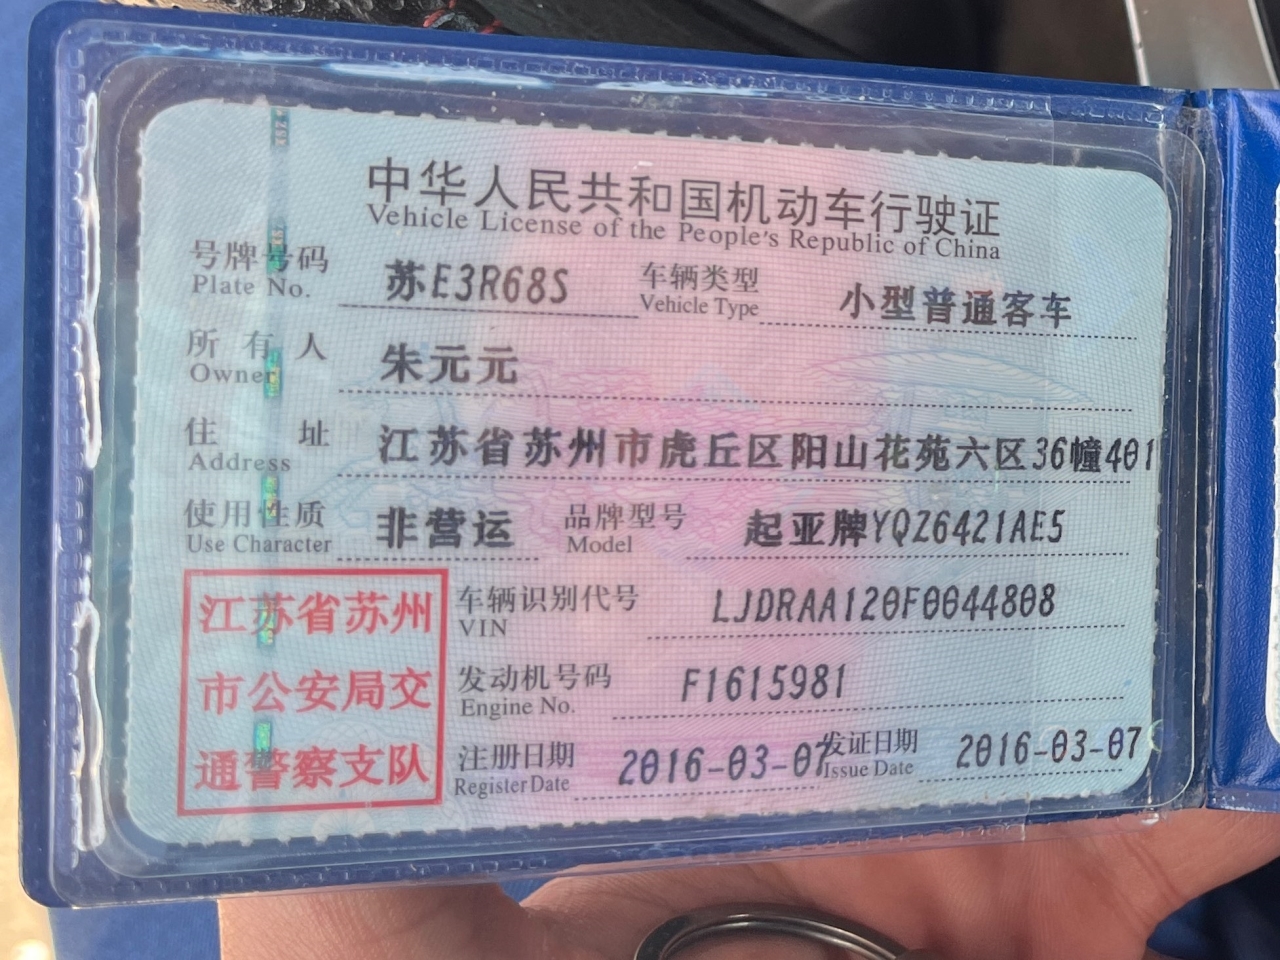 中华人民共和国机动车行驶证
Vehicle License of the People's Republic of China
号牌号码 苏E3R68S 车辆类型 小型普通客车
Plate No. Vehicle Type
所有人 朱元元
Owner
住址 江苏省苏州市虎丘区阳山花苑六区36幢401
Address
使用性质 非营运 品牌型号 起亚牌YQZ6421AE5
Use Character Model
江苏省苏州
市公安局交
通警察支队
车辆识别代号 LJDRAA120F0044808
VIN
发动机号码 F1615981
Engine No.
注册日期 2016-03-07 发证日期 2016-03-07
Register Date Issue Date